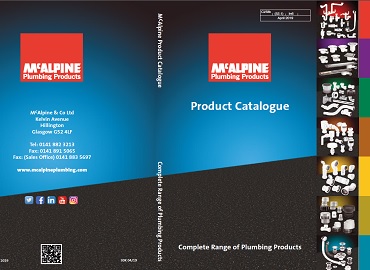 McALPINE
Plumbing Products
McAlpine & Co Ltd
Kelvin Avenue
Hillington
Glasgow G52 4LF
Tel: 0141 882 3213
Fax: 0141 891 5065
Fax: (Sales Office) 0141 883 5697
www.mcalpineplumbing.com
McAlpine Product Catalogue
Complete Range of Plumbing Products
April 2019
McALPINE
Plumbing Products
Product Catalogue
Complete Range of Plumbing Products